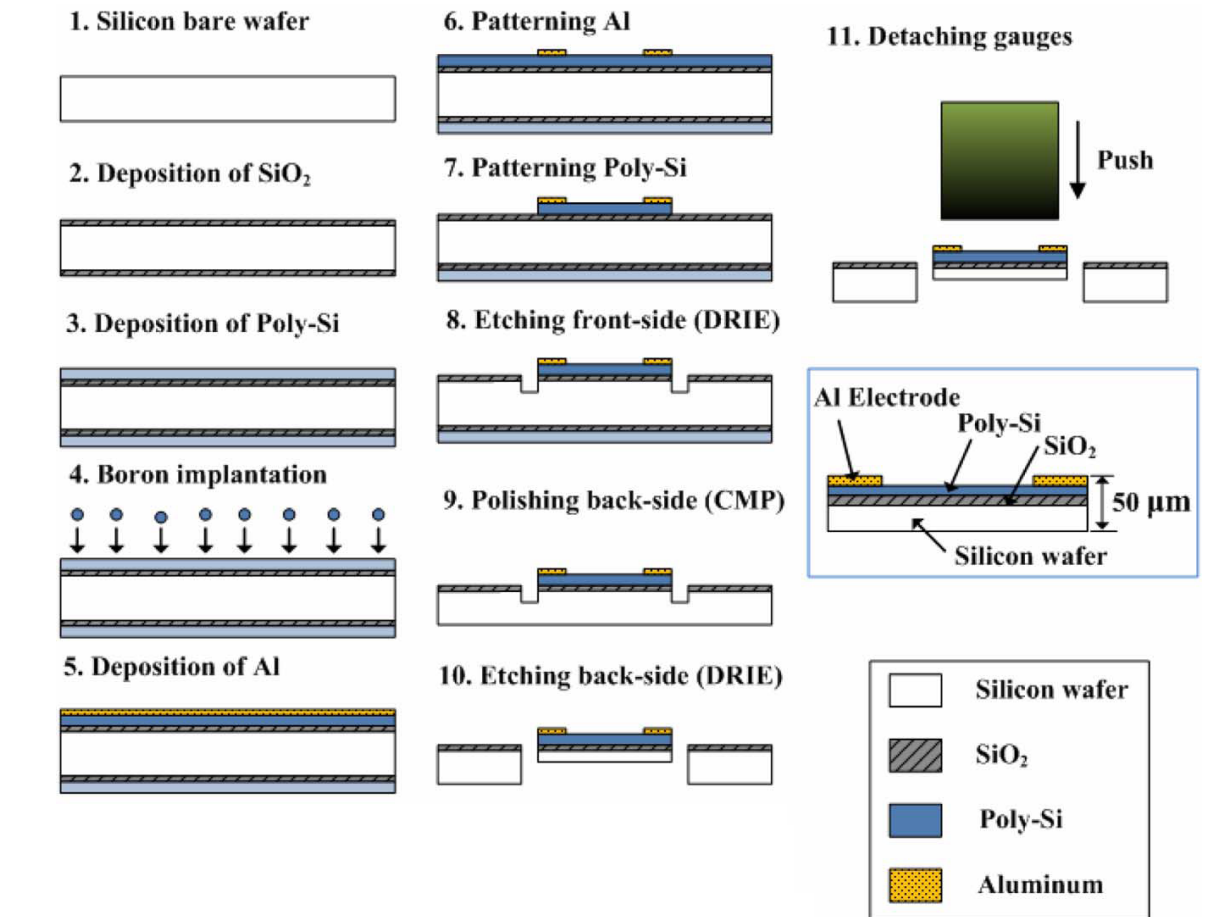 1. Silicon bare wafer
2. Deposition of SiO₂
3. Deposition of Poly-Si
4. Boron implantation
5. Deposition of Al
6. Patterning Al
7. Patterning Poly-Si
8. Etching front-side (DRIE)
9. Polishing back-side (CMP)
10. Etching back-side (DRIE)
11. Detaching gauges
Push
Al Electrode
Poly-Si
SiO₂
50 μm
Silicon wafer
Silicon wafer
SiO₂
Poly-Si
Aluminum